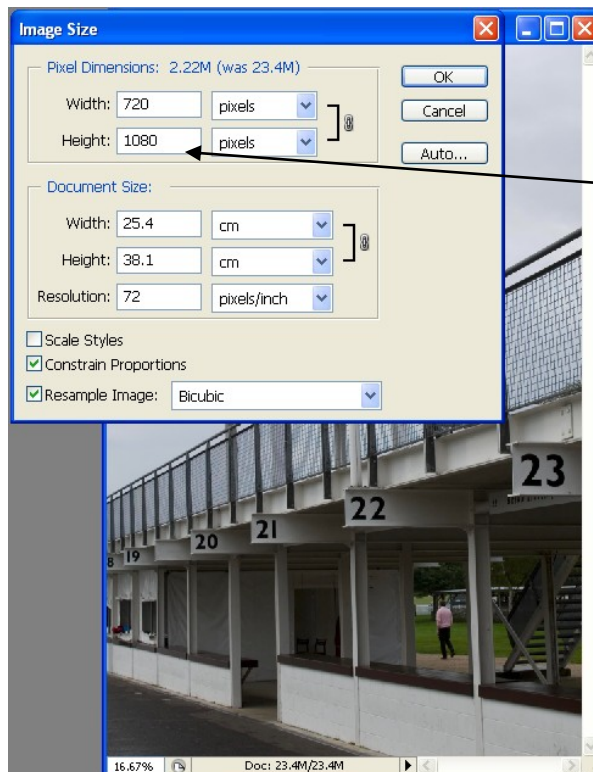 Image Size
Pixel Dimensions: 2.22M (was 23.4M)
Width: 720 pixels
Height: 1080 pixels
OK
Cancel
Auto...
Document Size:
Width: 25.4 cm
Height: 38.1 cm
Resolution: 72 pixels/inch
Scale Styles
Constrain Proportions
Resample Image: Bicubic
23
22
21
20
19
8
16.67% Doc: 23.4M/23.4M